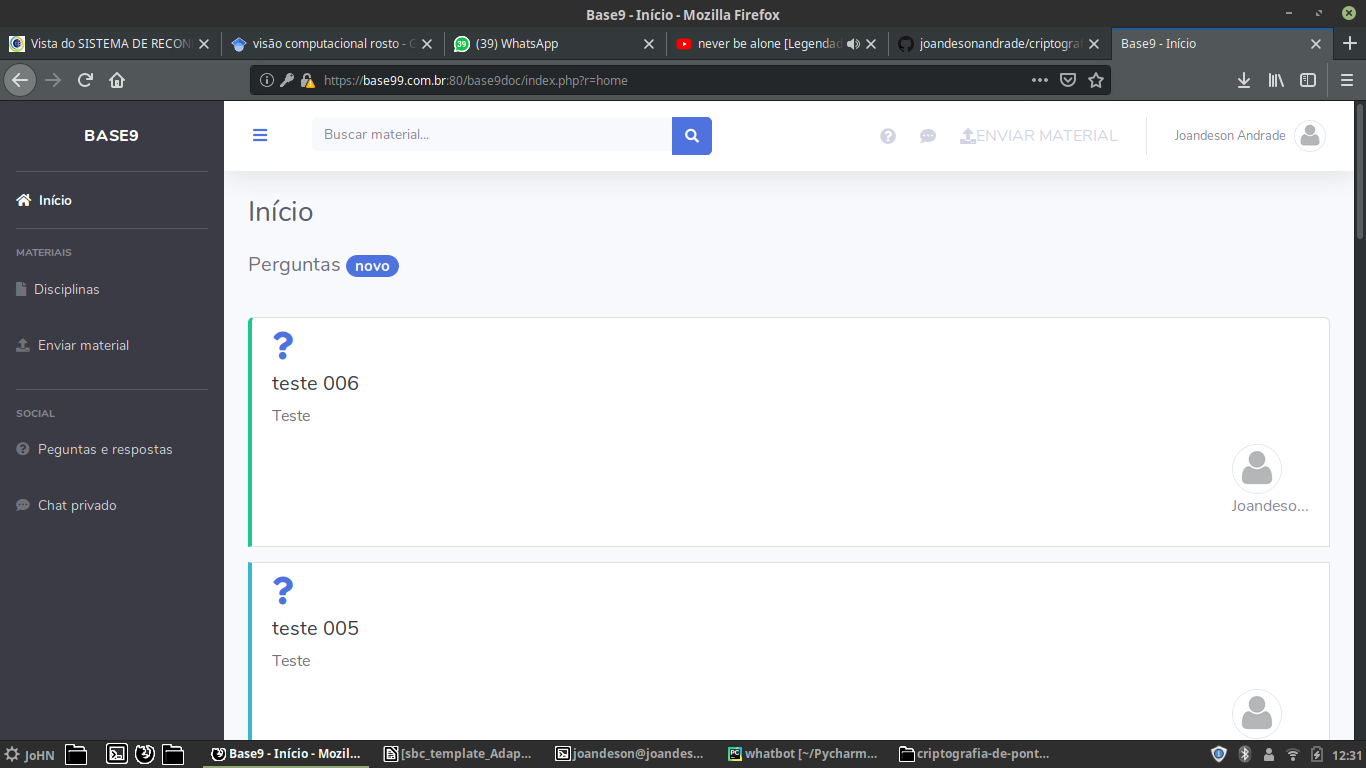 Base9 - Início - Mozilla Firefox
Vista do SISTEMA DE RECON
visão computacional rosto - G
39 (39) WhatsApp
never be alone [Legendad
joandesonandrade/criptograf
Base9 - Início
https://base99.com.br:80/base9doc/index.php?r=home
BASE9
Buscar material...
ENVIAR MATERIAL
Joandeson Andrade
Início
MATERIAIS
Disciplinas
Enviar material
SOCIAL
Peguntas e respostas
Chat privado
Início
Perguntas novo
teste 006
Teste
Joandeso...
teste 005
Teste
JoHN
Base9 - Início - Mozil...
[sbc_template_Adap...
joandeson@joandes...
PC whatbot [~/Pycharm...
criptografia-de-pont...
12:31